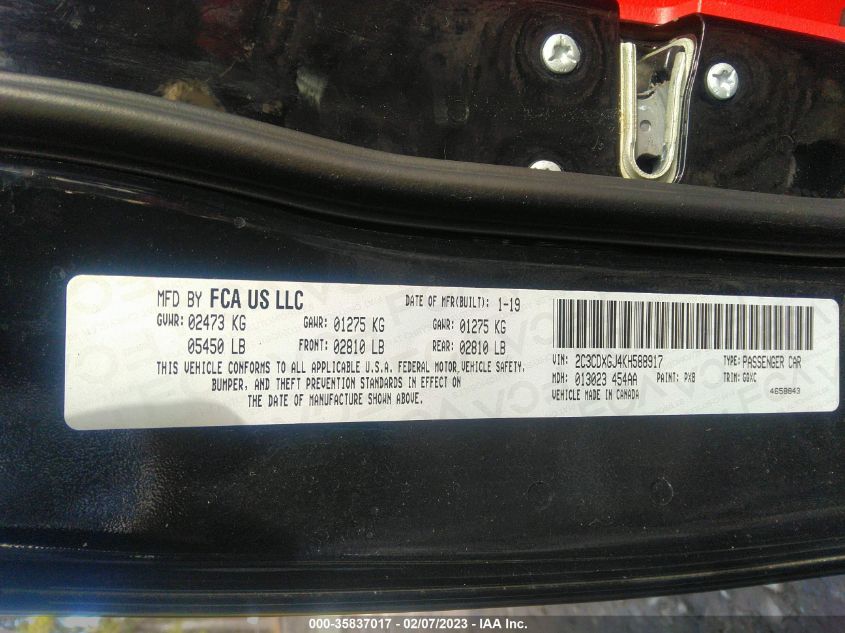 MFD BY FCA US LLC DATE OF MFR(BUILT): 1-19
GVWR: 02473 KG GAWR: 01275 KG GAWR: 01275 KG
05450 LB FRONT: 02810 LB REAR: 02810 LB
THIS VEHICLE CONFORMS TO ALL APPLICABLE U.S.A. FEDERAL MOTOR VEHICLE SAFETY,
BUMPER, AND THEFT PREVENTION STANDARDS IN EFFECT ON
THE DATE OF MANUFACTURE SHOWN ABOVE.
VIN: 2C3CDXGJ4KH588917 TYPE: PASSENGER CAR
MDH: 013023 454AA PAINT: PX8 TRIM: GDXC
VEHICLE MADE IN CANADA 4658843
000-35837017 — 02/07/2023 — IAA Inc.